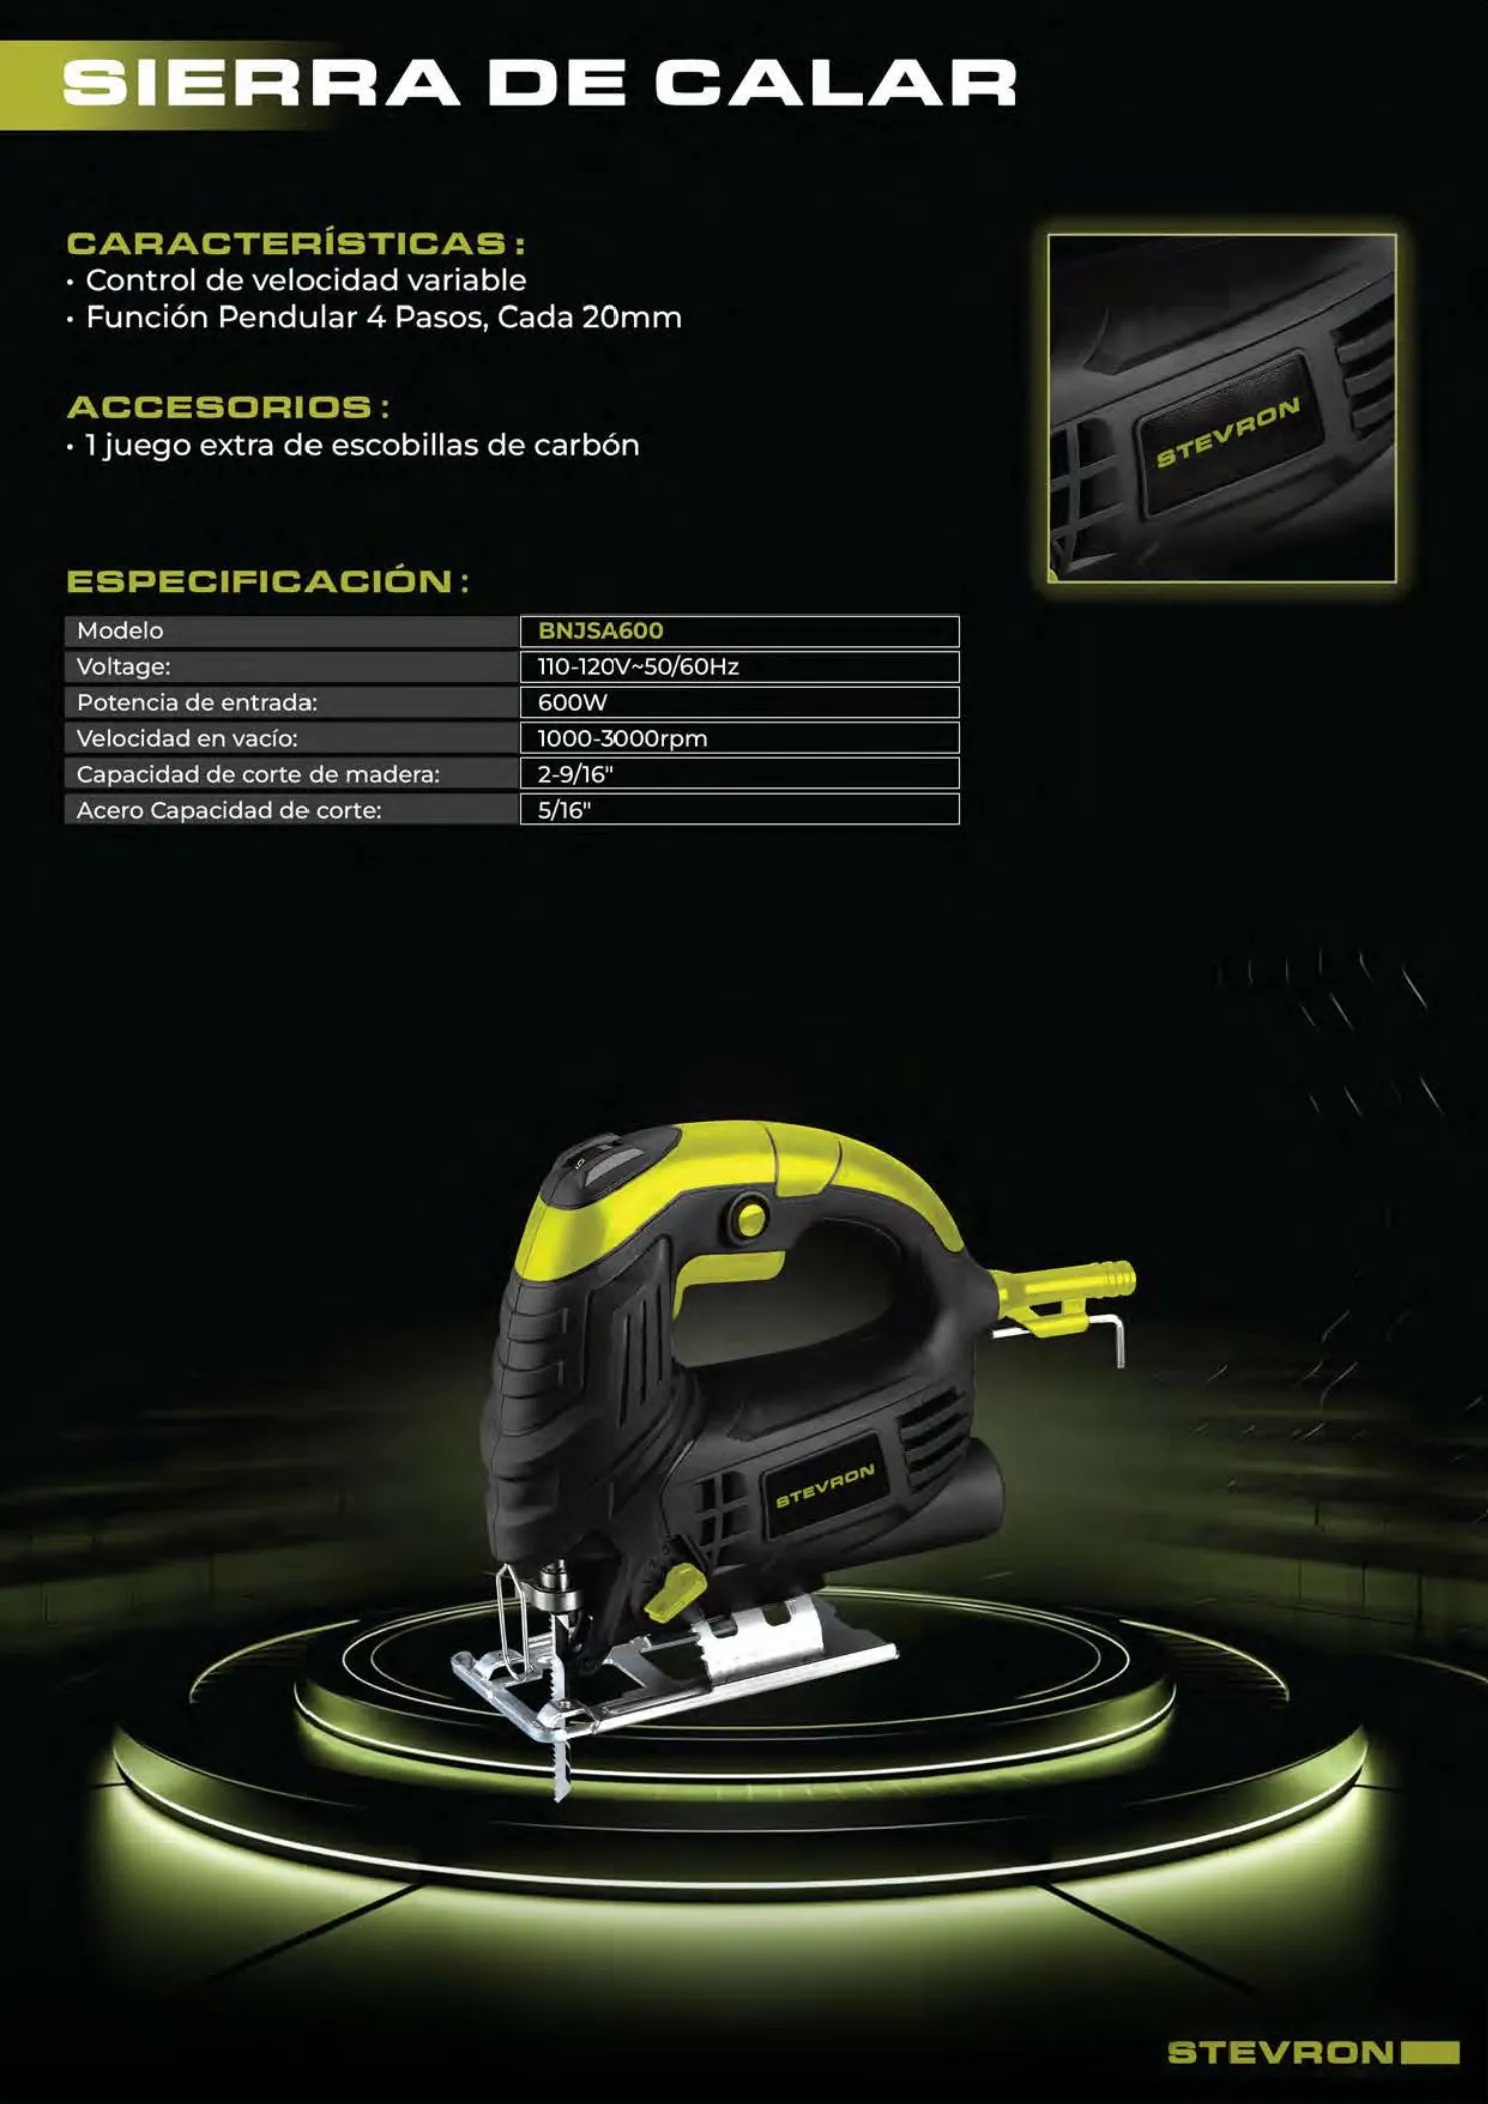 SIERRA DE CALAR
CARACTERÍSTICAS:
• Control de velocidad variable
• Función Pendular 4 Pasos, Cada 20mm
STEVRON
ACCESORIOS:
• 1 juego extra de escobillas de carbón
ESPECIFICACIÓN:
Modelo BNJSA600
Voltage: 110-120V~50/60Hz
Potencia de entrada: 600W
Velocidad en vacío: 1000-3000rpm
Capacidad de corte de madera: 2-9/16"
Acero Capacidad de corte: 5/16"
STEVRON
STEVRON